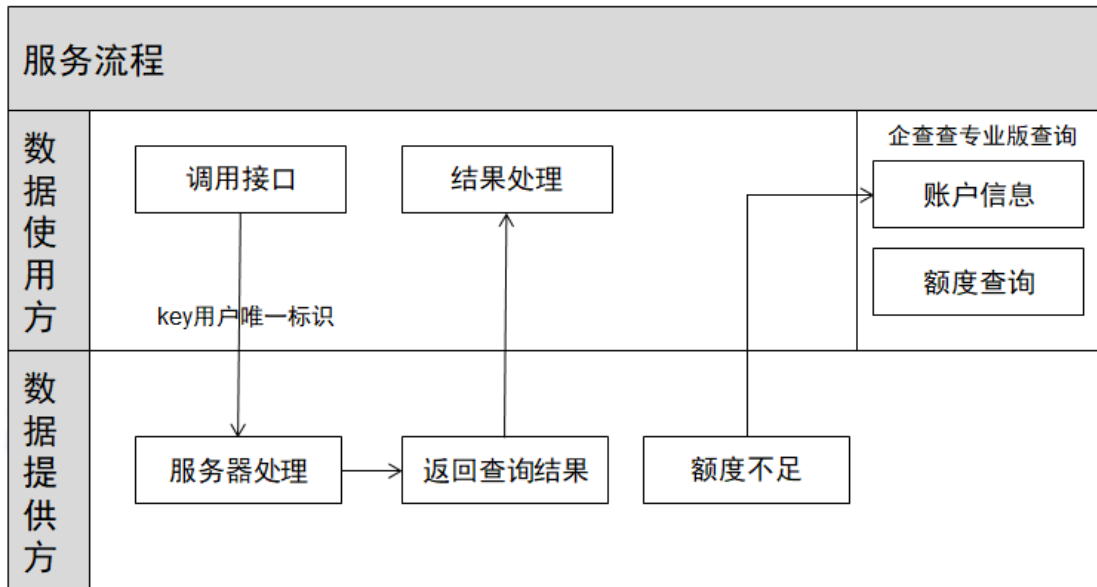 服务流程
数据使用方
调用接口
结果处理
企查查专业版查询
账户信息
额度查询
key用户唯一标识
数据提供方
服务器处理
返回查询结果
额度不足